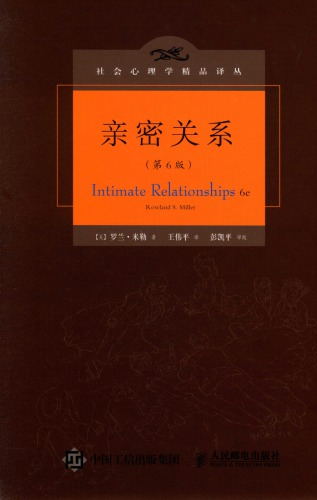 社会心理学精品译丛
亲密关系
(第6版)
Intimate Relationships 6e
Rowland S. Miller
[美]罗兰·米勒 著 王伟平 译 彭凯平 审阅
中国工信出版集团 人民邮电出版社